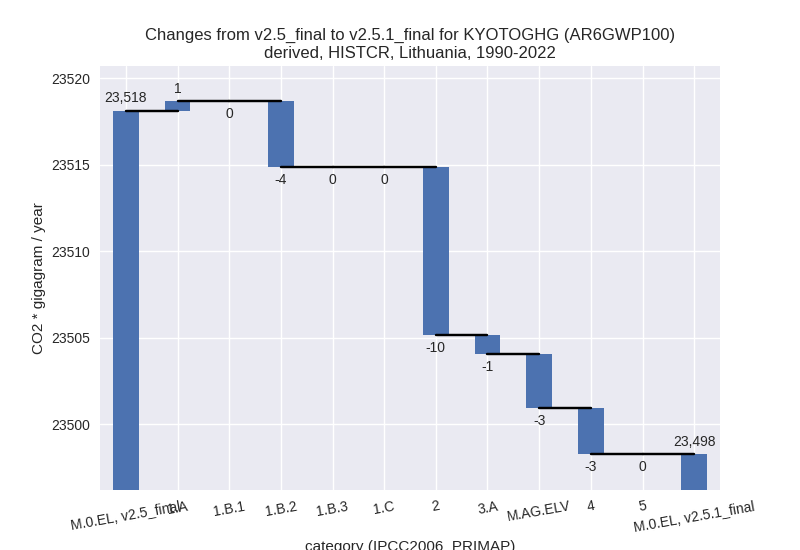 Changes from v2.5_final to v2.5.1_final for KYOTOGHG (AR6GWP100)
derived, HISTCR, Lithuania, 1990-2022
CO2 * gigagram / year
23520
23515
23510
23505
23500
23,518
1
0
-4
0
0
-10
-1
-3
-3
0
23,498
M.0.EL, v2.5_final
1.A
1.B.1
1.B.2
1.B.3
1.C
2
3.A
M.AG.ELV
4
5
M.0.EL, v2.5.1_final
category (IPCC2006_PRIMAP)